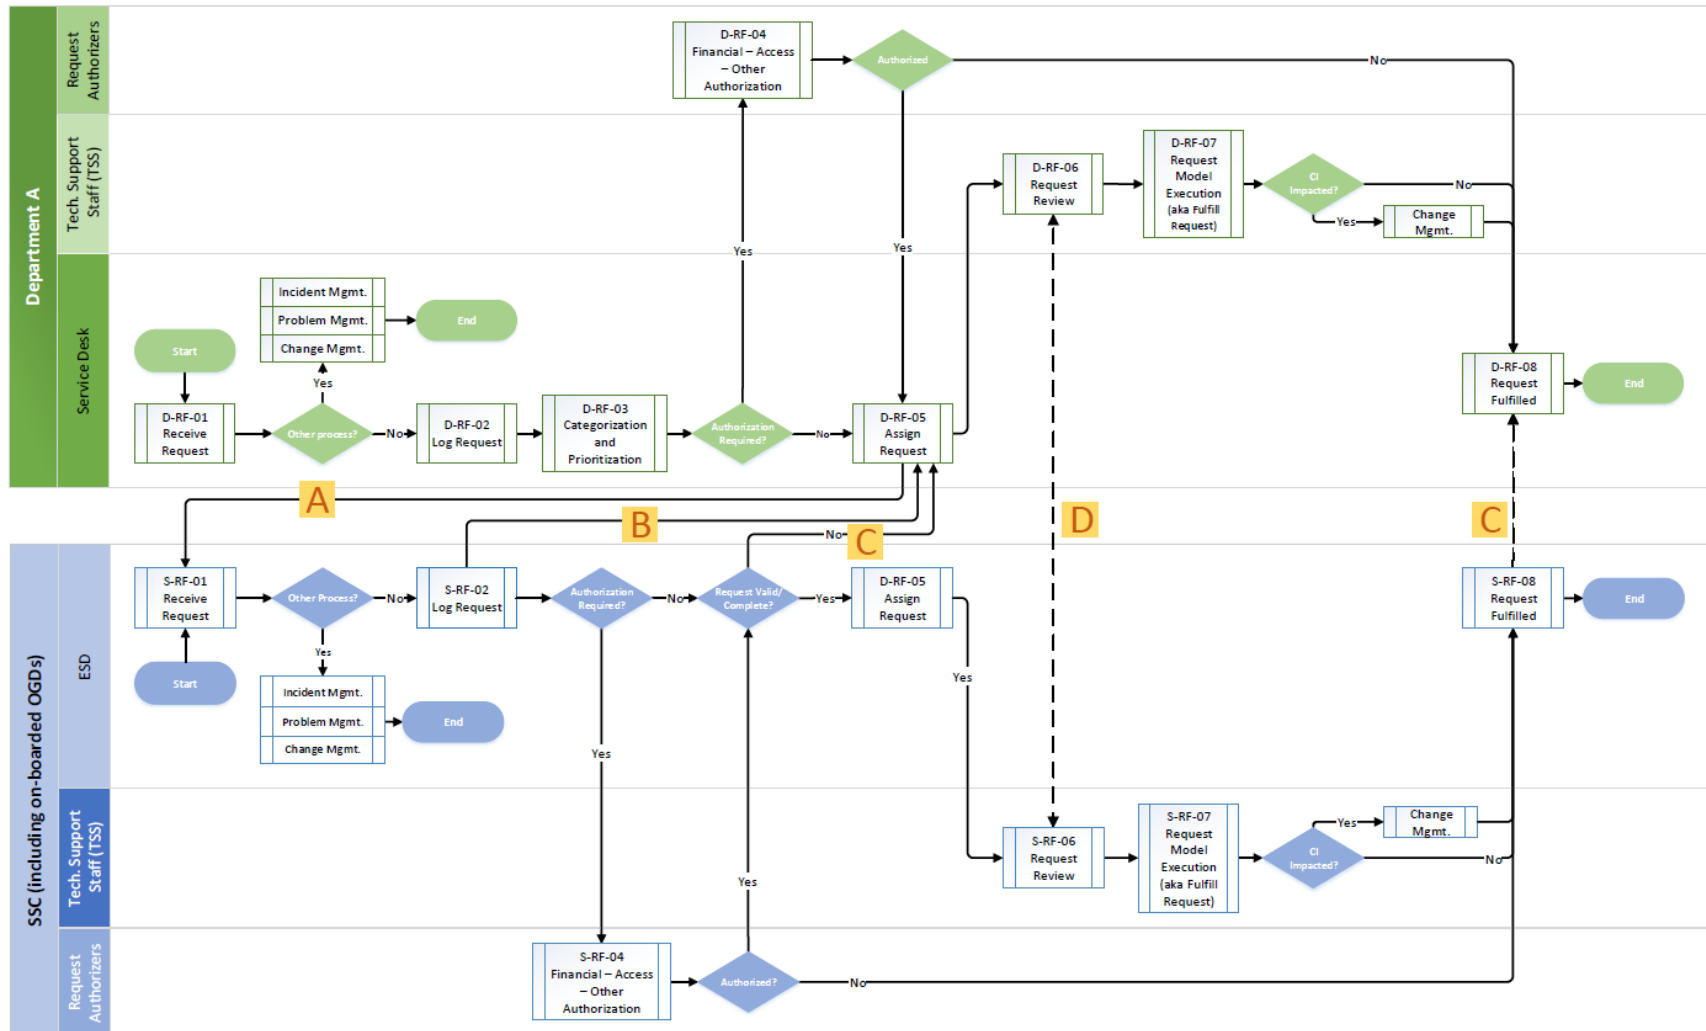 Department A
Request
Authorizers
D-RF-04
Financial – Access
– Other
Authorization
Authorized
No
Yes
Yes
Tech. Support
Staff (TSS)
D-RF-06
Request
Review
D-RF-07
Request
Model
Execution
(aka Fulfill
Request)
CI
Impacted?
No
Yes
Change
Mgmt.
Service Desk
Start
Incident Mgmt.
Problem Mgmt.
Change Mgmt.
End
Yes
D-RF-01
Receive
Request
Other process?
No
D-RF-02
Log Request
D-RF-03
Categorization
and
Prioritization
Authorization
Required?
No
D-RF-05
Assign
Request
D-RF-08
Request
Fulfilled
End
A
B
No
C
D
C
SSC (including on-boarded OGDs)
ESD
S-RF-01
Receive
Request
Other Process?
No
S-RF-02
Log Request
Authorization
Required?
No
Request Valid/
Complete?
Yes
D-RF-05
Assign
Request
S-RF-08
Request
Fulfilled
End
Start
Yes
Incident Mgmt.
Problem Mgmt.
Change Mgmt.
End
Yes
Yes
Tech. Support
Staff (TSS)
S-RF-06
Request
Review
S-RF-07
Request
Model
Execution
(aka Fulfill
Request)
CI
Impacted?
Yes
Change
Mgmt.
No
Yes
Request
Authorizers
S-RF-04
Financial – Access
– Other
Authorization
Authorized?
No